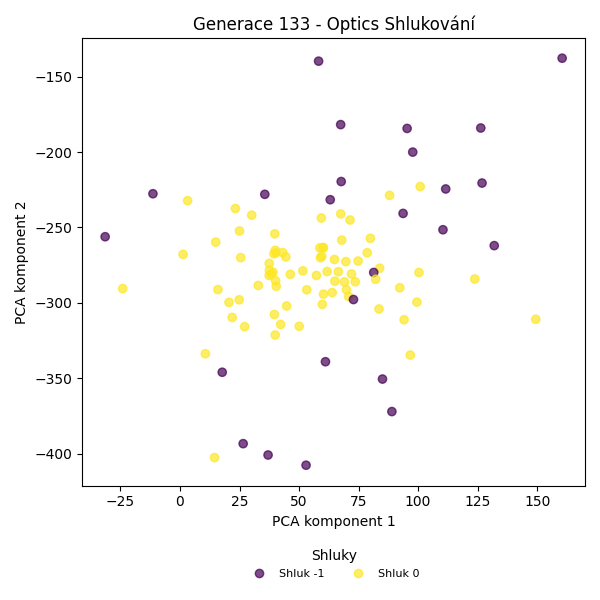 Generace 133 - Optics Shlukování
PCA komponent 2
−150
−200
−250
−300
−350
−400
−25
0
25
50
75
100
125
150
PCA komponent 1
Shluky
Shluk -1
Shluk 0